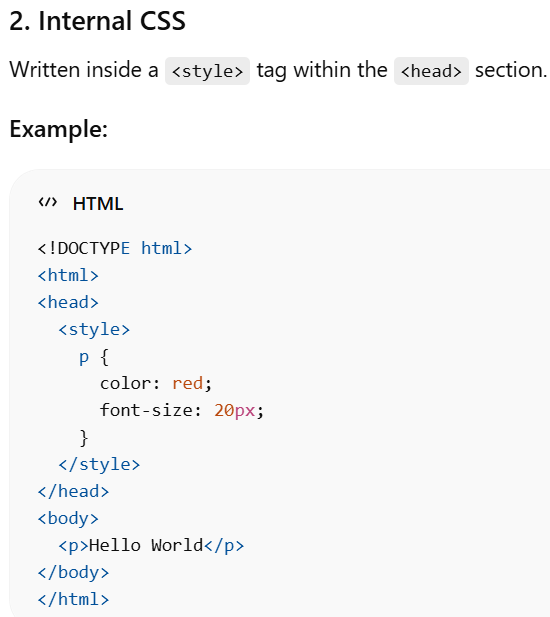 2. Internal CSS
Written inside a <style> tag within the <head> section.
Example:
</> HTML
<!DOCTYPE html>
<html>
<head>
  <style>
    p {
      color: red;
      font-size: 20px;
    }
  </style>
</head>
<body>
  <p>Hello World</p>
</body>
</html>